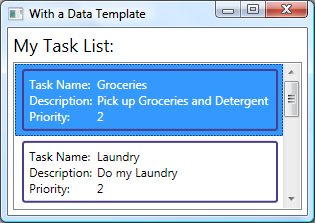 With a Data Template
My Task List:
Task Name: Groceries
Description: Pick up Groceries and Detergent
Priority: 2
Task Name: Laundry
Description: Do my Laundry
Priority: 2